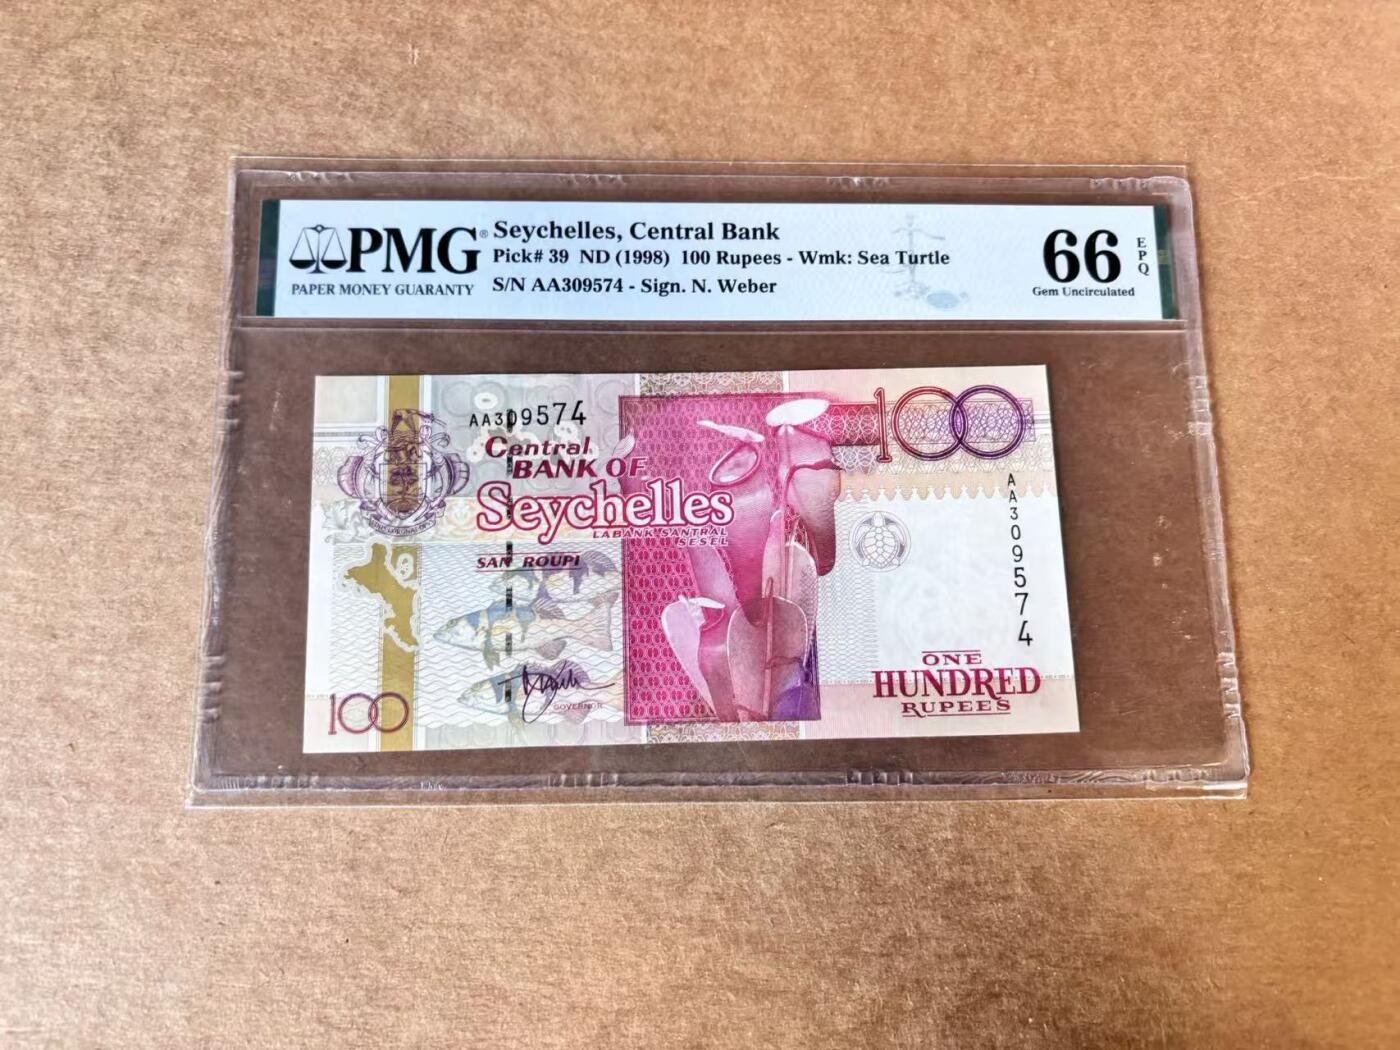 PMG®
PAPER MONEY GUARANTY
Seychelles, Central Bank
Pick# 39 ND (1998) 100 Rupees - Wmk: Sea Turtle
S/N AA309574 - Sign. N. Weber
66
EPQ
Gem Uncirculated
AA309574
Central
BANK OF
Seychelles
LABANK SANTRAL
SESEL
SAN ROUPI
GOVERNOR
100
100
AA309574
ONE
HUNDRED
RUPEES